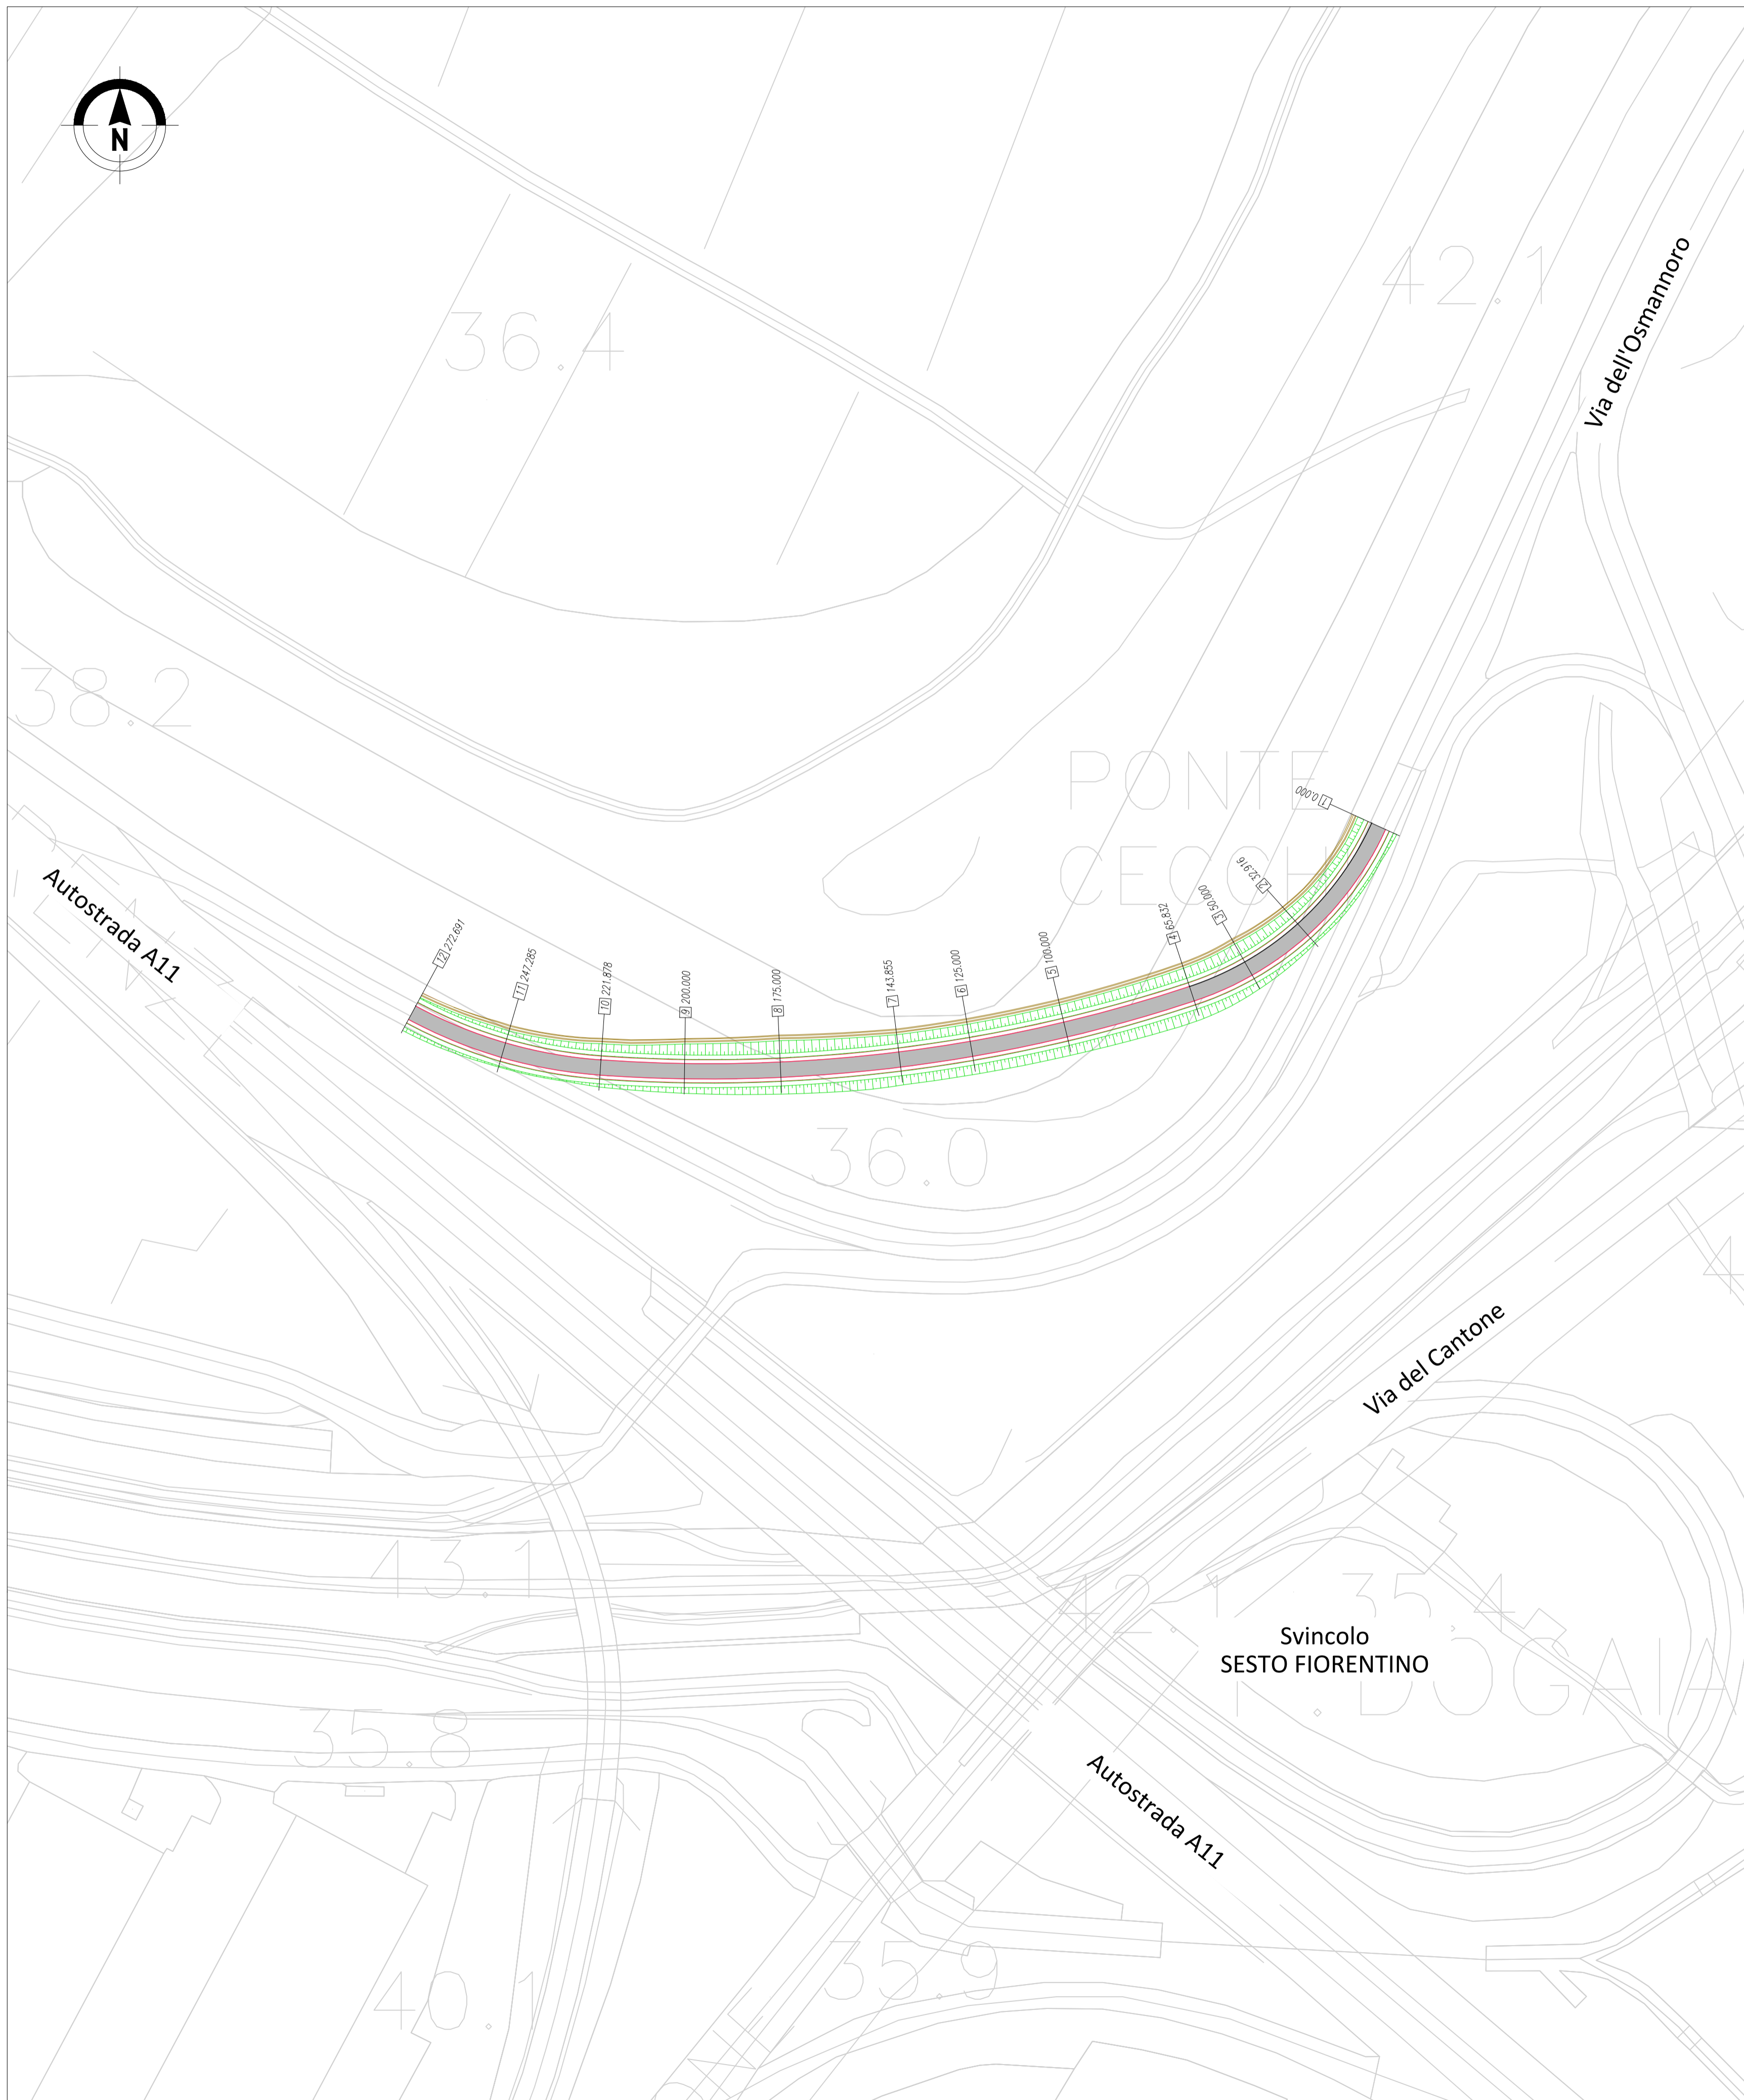 N
42.1
Via dell'Osmannoro
36.4
38.2
PONTE
CECCHI
1 0.000
2 32.916
3 50.000
4 65.832
5 100.000
6 125.000
7 143.855
8 175.000
9 200.000
10 221.878
11 247.285
12 272.691
Autostrada A11
36.0
Via del Cantone
43.1
42.1
35.4
Svincolo
SESTO FIORENTINO
DOGAIA
35.8
Autostrada A11
35.9
40.1